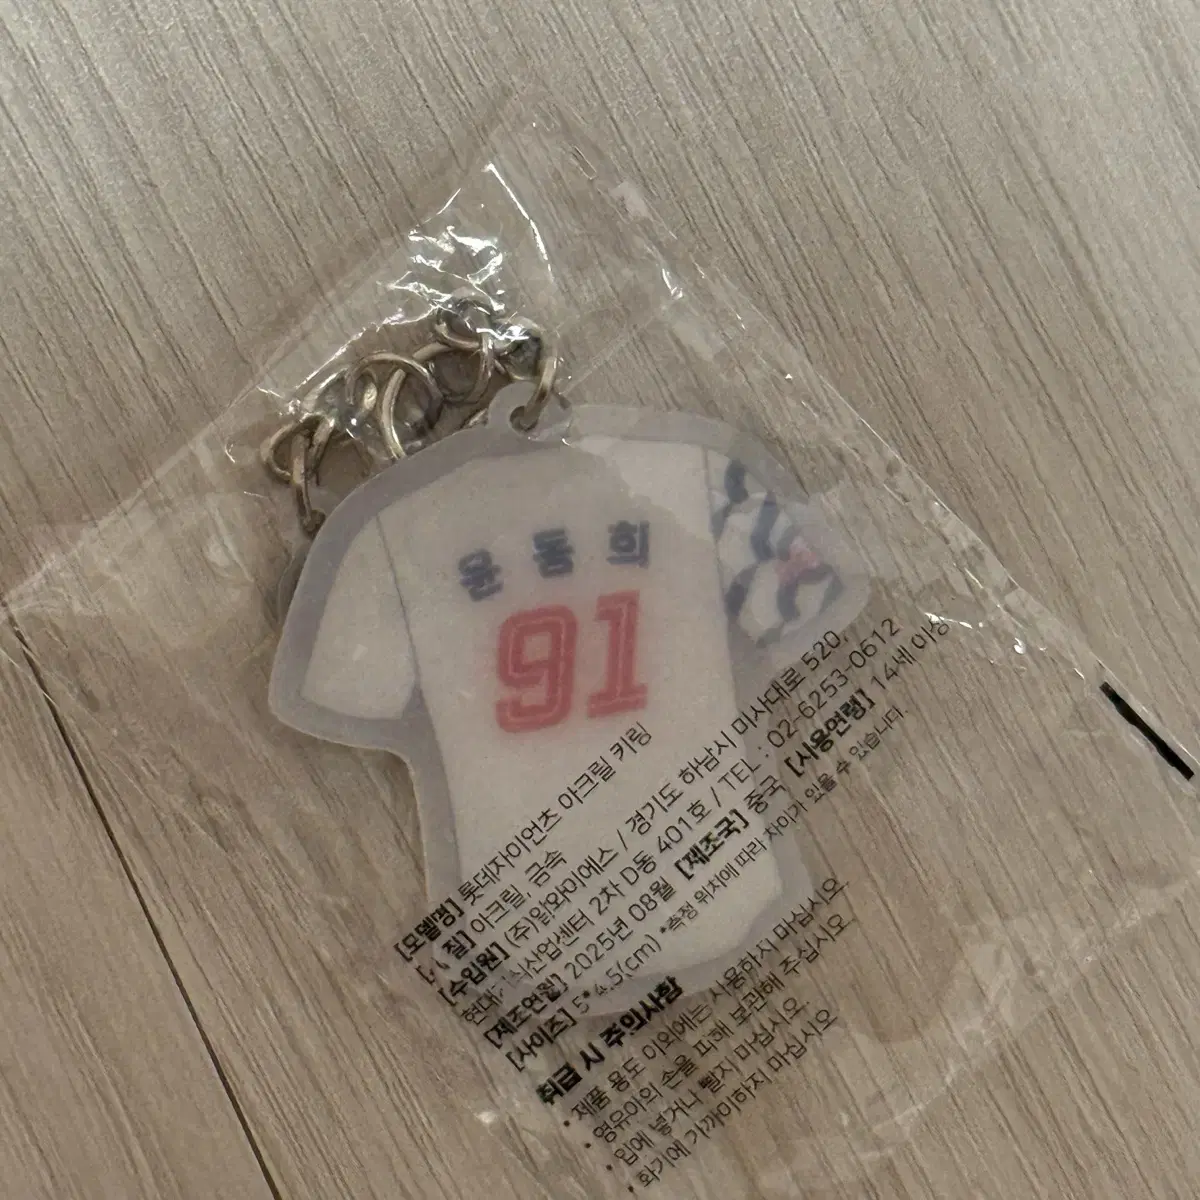 윤동희
91
[모델명] 롯데자이언츠 아크릴 키링
질] 아크릴, 금속
[수입원] (주)알와이에스 / 경기도 하남시 미사대로 520,
현대지식산업센터 2차 D동 401호 / TEL : 02-6253-0612
[제조연월] 2025년 08월 [제조국] 중국 [사용연령] 14세 이상
[사이즈] 5*4.5(cm) *측정 위치에 따라 차이가 있을 수 있습니다.
취급 시 주의사항
• 제품 용도 이외에는 사용하지 마십시오.
• 영유아의 손을 피해 보관해 주십시오.
• 입에 넣거나 빨지 마십시오.
• 화기에 가까이하지 마십시오